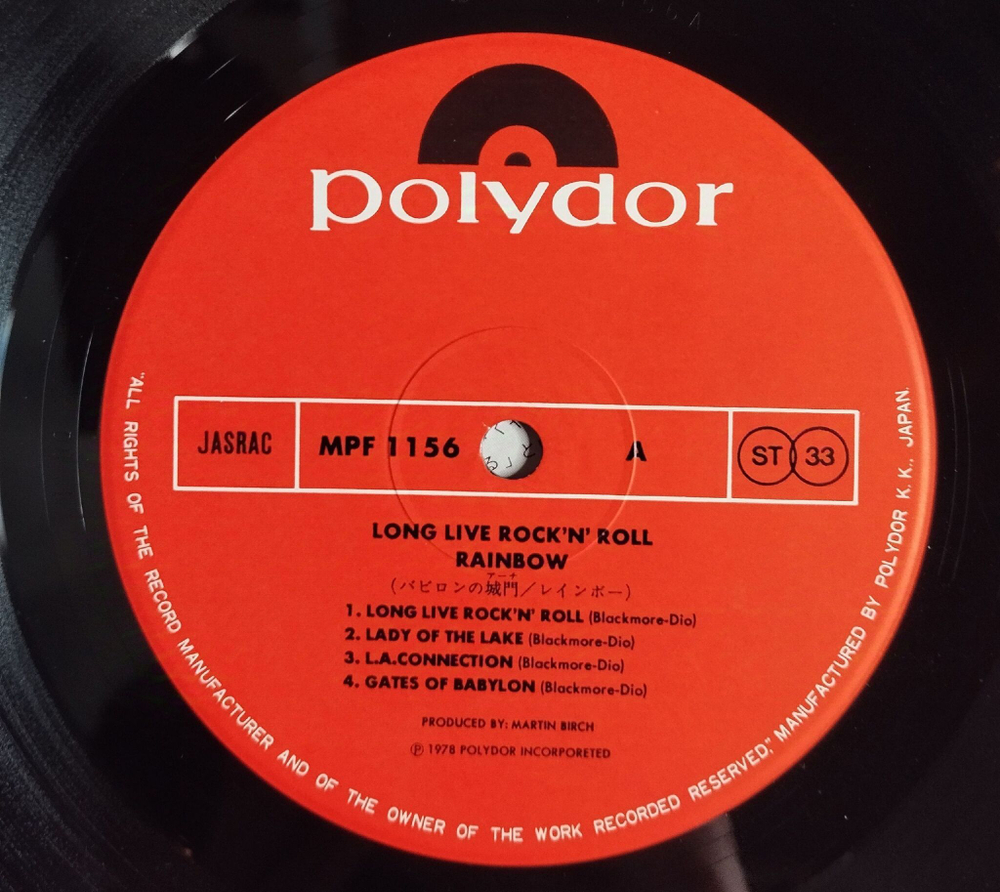 polydor
JASRAC
MPF 1156
A
ST 33
LONG LIVE ROCK'N' ROLL
RAINBOW
アーチ
(バビロンの城門/レインボー)
1. LONG LIVE ROCK'N' ROLL (Blackmore-Dio)
2. LADY OF THE LAKE (Blackmore-Dio)
3. L.A.CONNECTION (Blackmore-Dio)
4. GATES OF BABYLON (Blackmore-Dio)
PRODUCED BY: MARTIN BIRCH
Ⓟ 1978 POLYDOR INCORPORETED
"ALL RIGHTS OF THE RECORD MANUFACTURER AND OF THE OWNER OF THE WORK RECORDED RESERVED;" MANUFACTURED BY POLYDOR K. K., JAPAN.